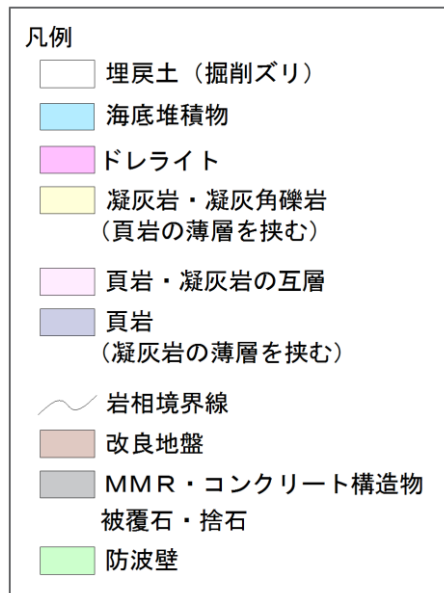 凡例
埋戻土（掘削ズリ）
海底堆積物
ドレライト
凝灰岩・凝灰角礫岩
(頁岩の薄層を挟む)
頁岩・凝灰岩の互層
頁岩
(凝灰岩の薄層を挟む)
岩相境界線
改良地盤
ＭＭＲ・コンクリート構造物
被覆石・捨石
防波壁